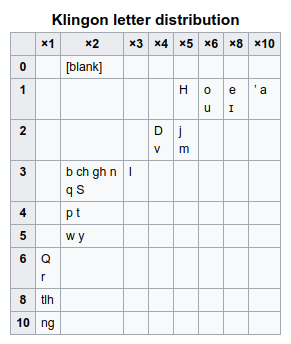 Klingon letter distribution
×1 ×2 ×3 ×4 ×5 ×6 ×8 ×10
0 [blank]
1 H o e ' a
u ɪ
2 D j
v m
3 b ch gh n l
q S
4 p t
5 w y
6 Q
r
8 tlh
10 ng